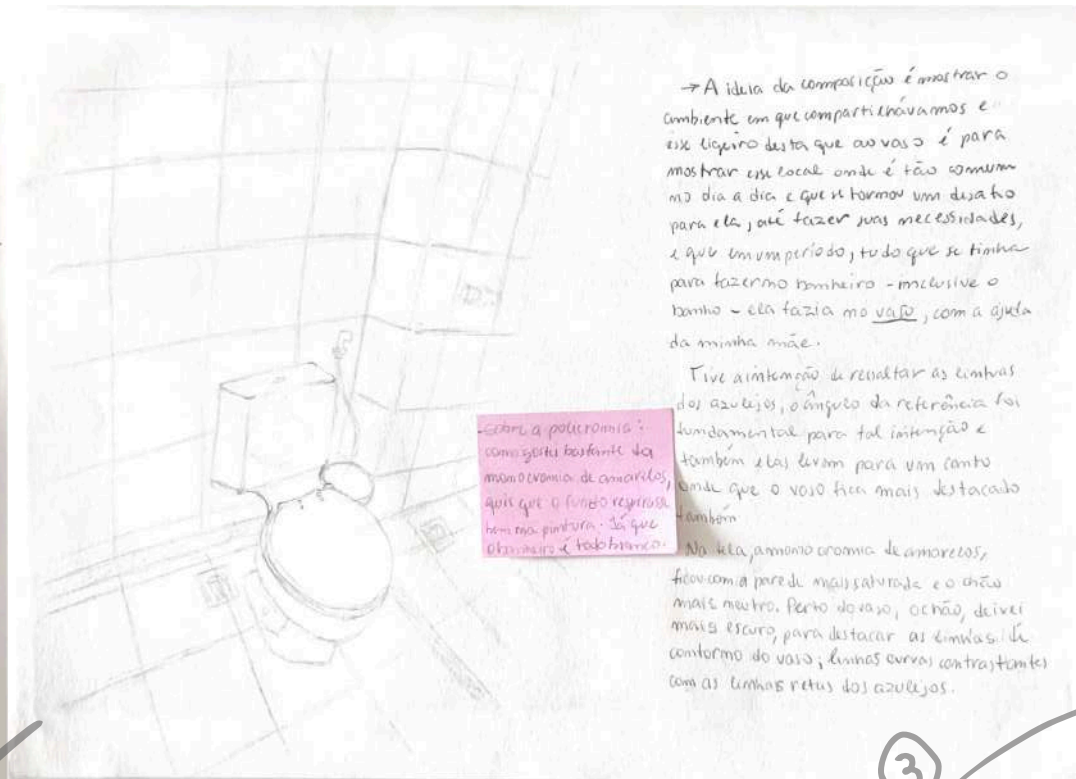 → A ideia da composição é mostrar o
ambiente em que compartilhávamos e
esse ligeiro destaque ao vaso é para
mostrar esse local onde é tão comum
no dia a dia e que se tornou um desafio
para ela, até fazer suas necessidades,
e que em um período, tudo que se tinha
para fazer no banheiro - inclusive o
banho - ela fazia no vaso, com a ajuda
da minha mãe.
Tive a intenção de ressaltar as linhas
dos azulejos, o ângulo da referência foi
fundamental para tal intenção e
também elas levam para um canto
onde que o vaso fica mais destacado
também
Na tela, a monocromia de amarelos,
ficou com a parede mais saturada e o chão
mais neutro. Perto do vaso, o chão, deixei
mais escuro, para destacar as linhas de
contorno do vaso; linhas curvas contrastantes
com as linhas retas dos azulejos.
-sobre a policromia:
como gostei bastante da
monocromia de amarelos,
quis que o fundo respirasse
bem na pintura. Já que
o banheiro é todo branco.
3